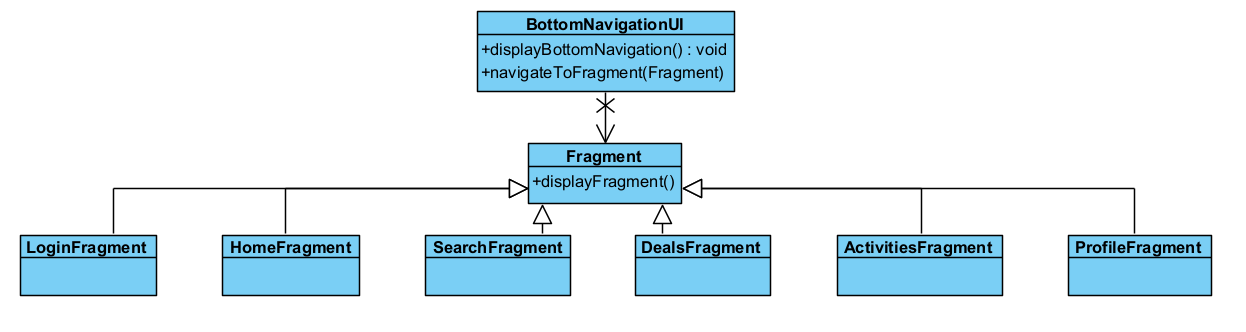 BottomNavigationUI
+displayBottomNavigation() : void
+navigateToFragment(Fragment)
Fragment
+displayFragment()
LoginFragment
HomeFragment
SearchFragment
DealsFragment
ActivitiesFragment
ProfileFragment